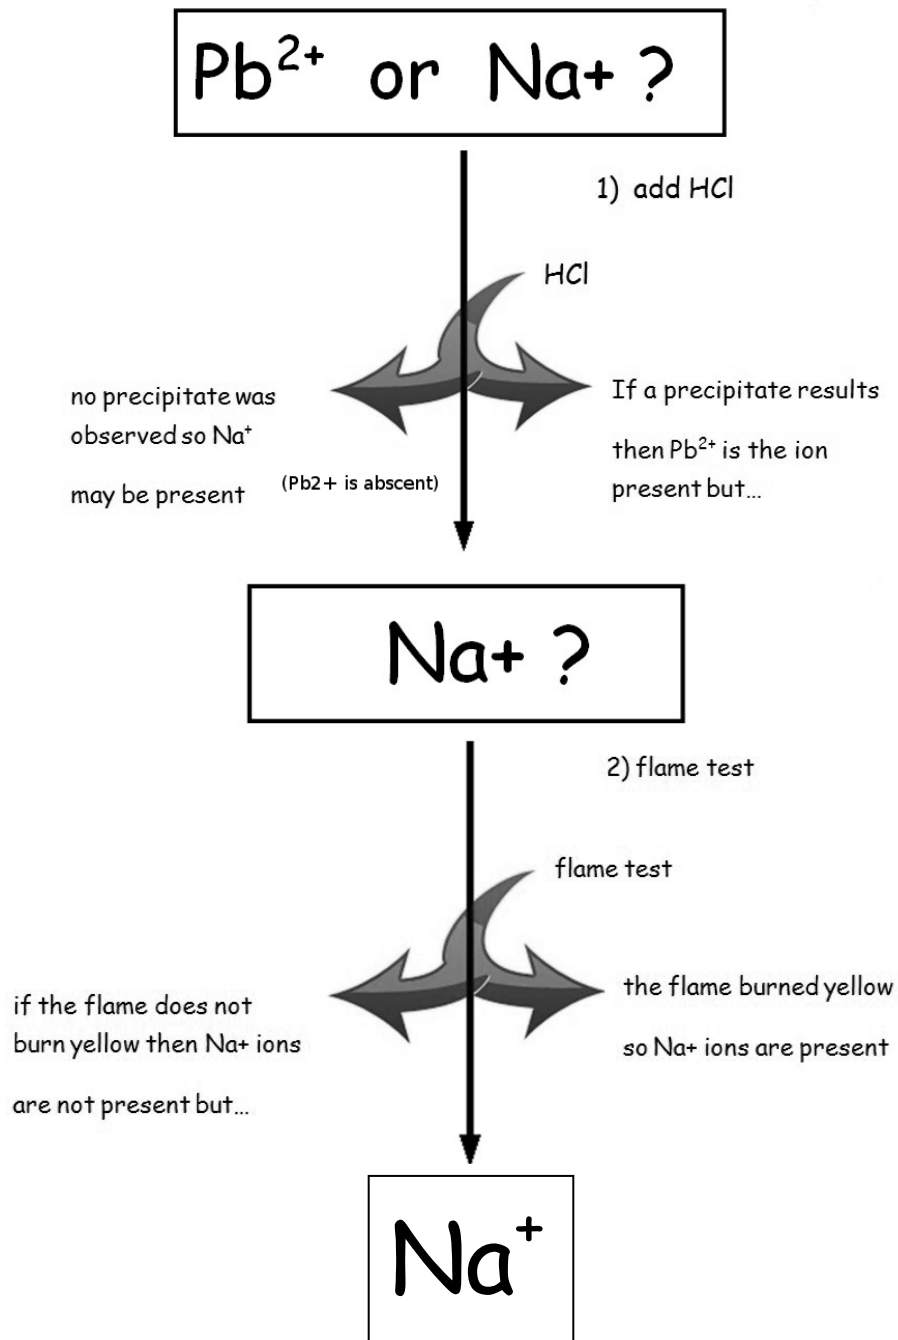 Pb²⁺ or Na+ ?
1) add HCl
HCl
no precipitate was
observed so Na⁺
may be present
(Pb2+ is abscent)
If a precipitate results
then Pb²⁺ is the ion
present but...
Na+ ?
2) flame test
flame test
if the flame does not
burn yellow then Na+ ions
are not present but...
the flame burned yellow
so Na+ ions are present
Na⁺